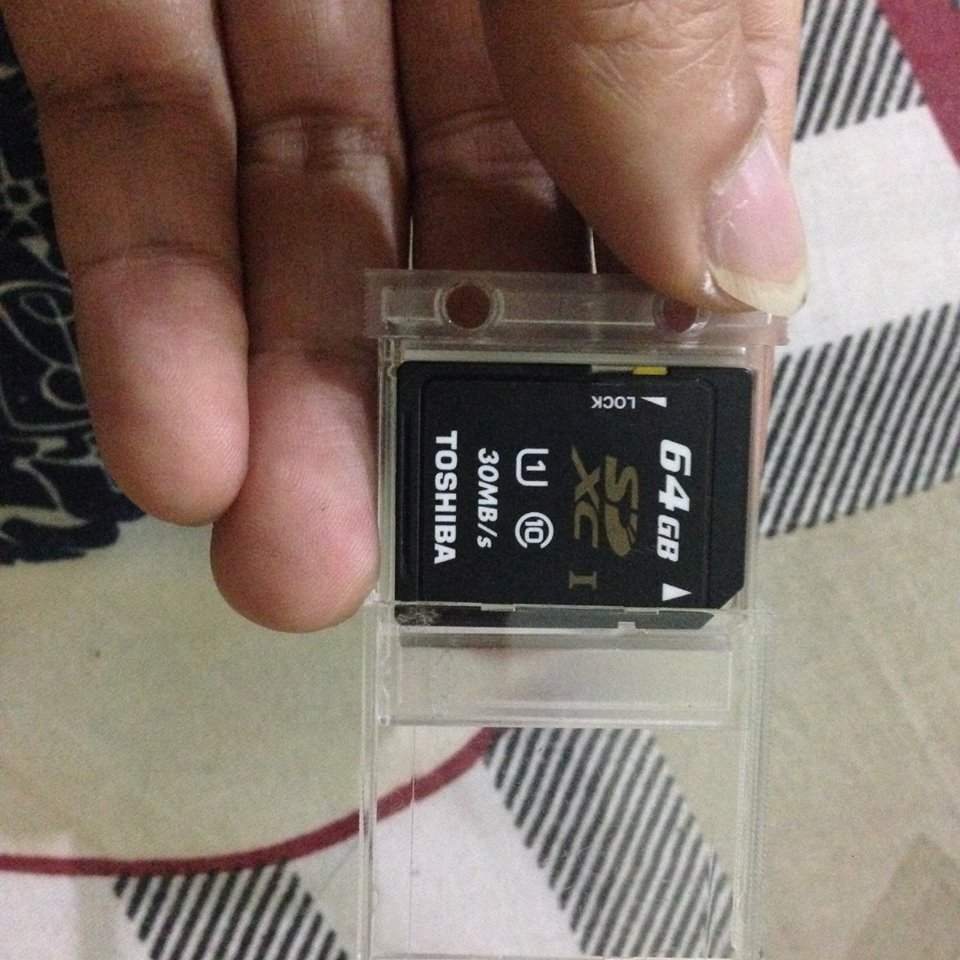 LOCK
64GB
SD
XC I
U1 10
30MB/s
TOSHIBA